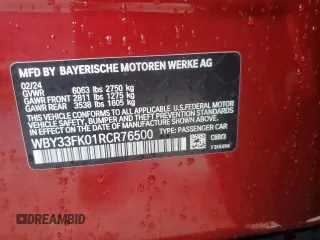 MFD BY BAYERISCHE MOTOREN WERKE AG
02/24
GVWR 6063 lbs 2750 kg
GAWR FRONT 2811 lbs 1275 kg
GAWR REAR 3538 lbs 1605 kg
THIS VEHICLE CONFORMS TO ALL APPLICABLE U.S. FEDERAL MOTOR
VEHICLE SAFETY, BUMPER, AND THEFT PREVENTION STANDARDS IN
EFFECT ON THE DATE OF MANUFACTURE SHOWN ABOVE.
WBY33FK01RCR76500 TYPE: PASSENGER CAR
DREAMBID